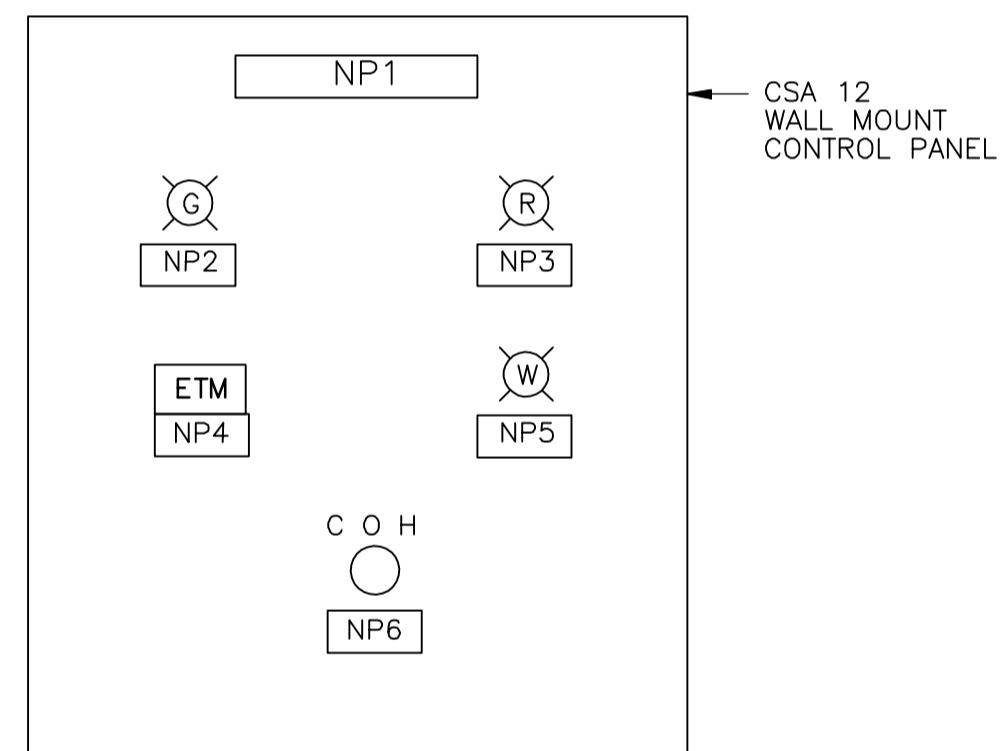 NP1
CSA 12
WALL MOUNT
CONTROL PANEL
G
R
NP2
NP3
ETM
W
NP4
NP5
C O H
NP6